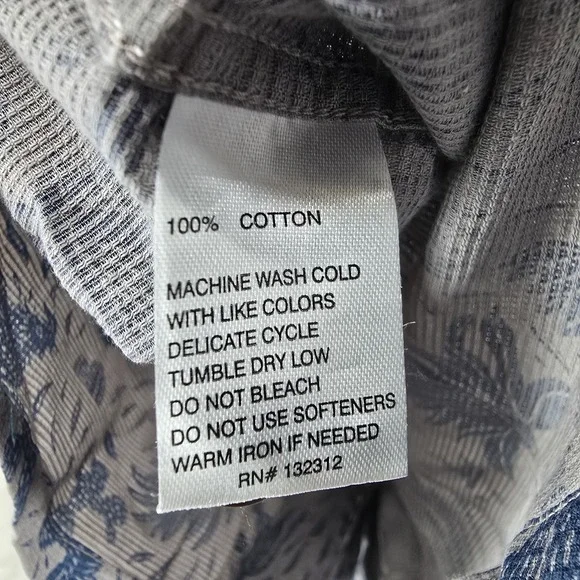 100% COTTON
MACHINE WASH COLD
WITH LIKE COLORS
DELICATE CYCLE
TUMBLE DRY LOW
DO NOT BLEACH
DO NOT USE SOFTENERS
WARM IRON IF NEEDED
RN# 132312